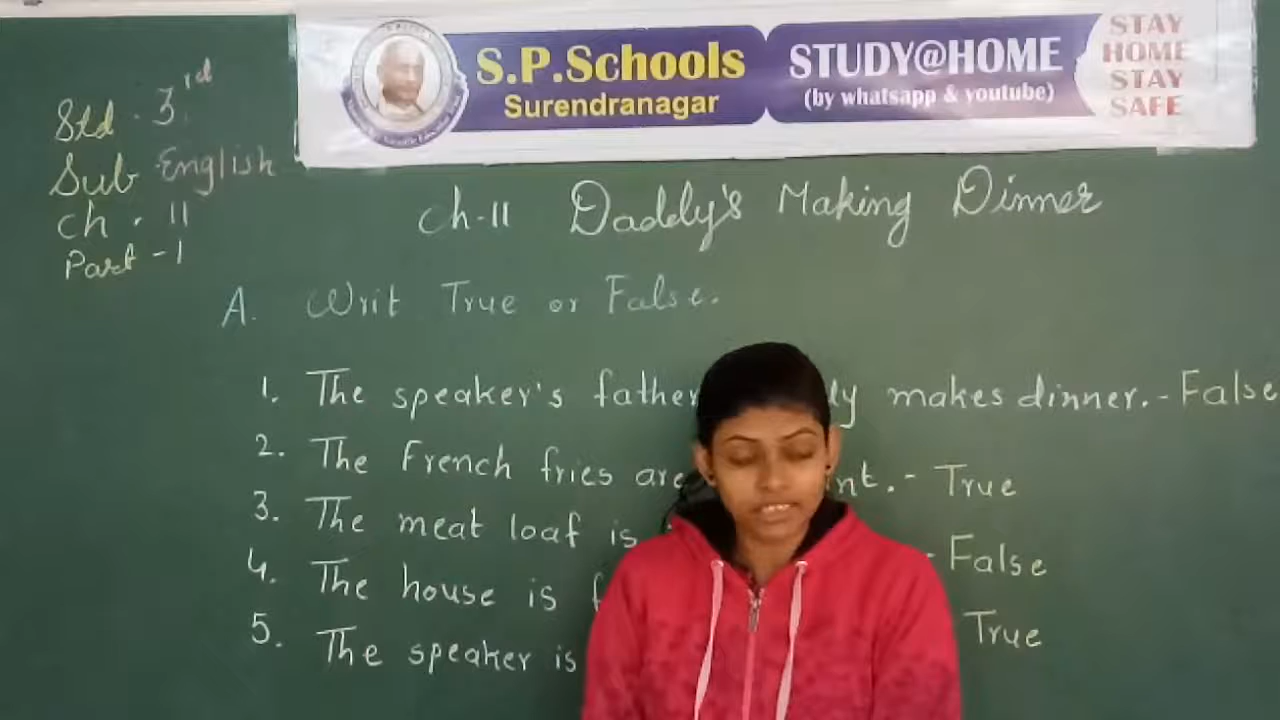 Std. 3rd
Sub English
Ch. 11
Part - 1
S.P.Schools
Surendranagar
STUDY@HOME
(by whatsapp & youtube)
STAY
HOME
STAY
SAFE
Ch-11 Daddy's Making Dinner
A. Writ True or False.
1. The speaker's father makes dinner. - False
2. The French fries are - True
3. The meat loaf is - False
4. The house is True
5. The speaker is